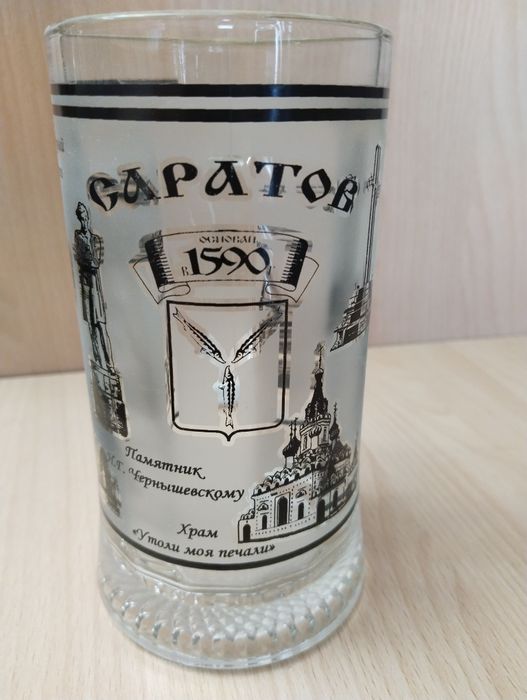 САРАТОВ
ОСНОВАН
В 1590 г.
Памятник
Н.Г. Чернышевскому
Храм
«Утоли моя печали»